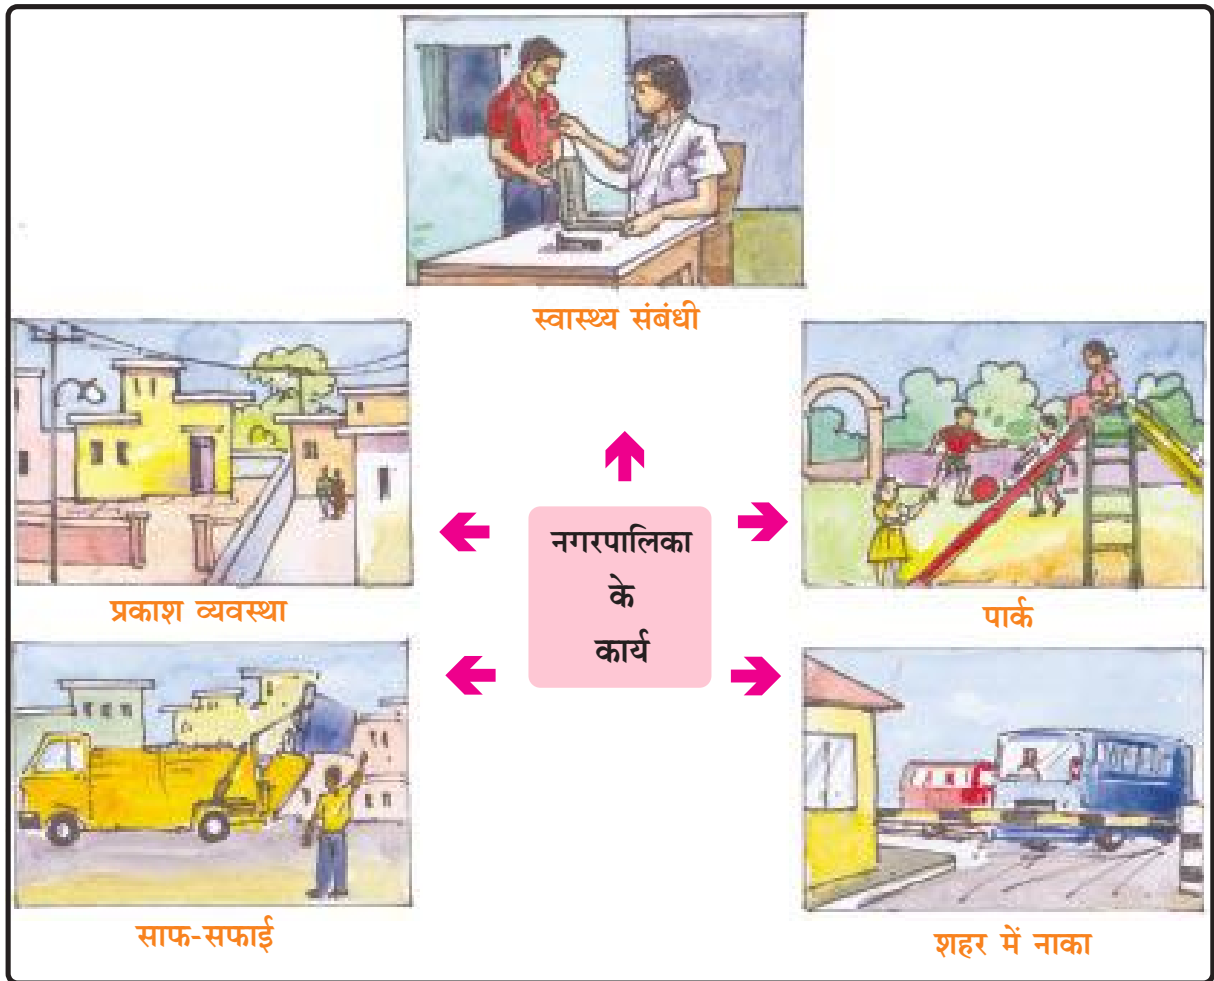 स्वास्थ्य संबंधी
प्रकाश व्यवस्था
नगरपालिका
के
कार्य
पार्क
साफ-सफाई
शहर में नाका